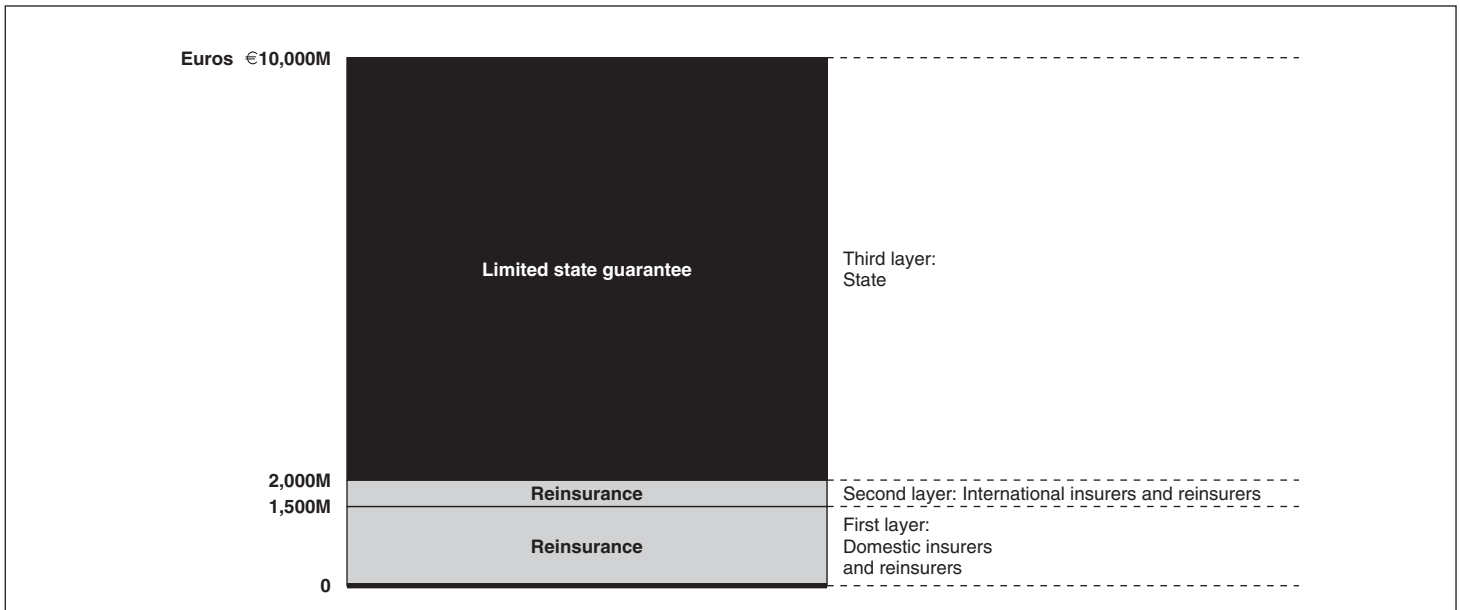 Euros €10,000M
Limited state guarantee
Third layer:
State
2,000M
Reinsurance
Second layer: International insurers and reinsurers
1,500M
First layer:
Reinsurance
Domestic insurers
and reinsurers
0